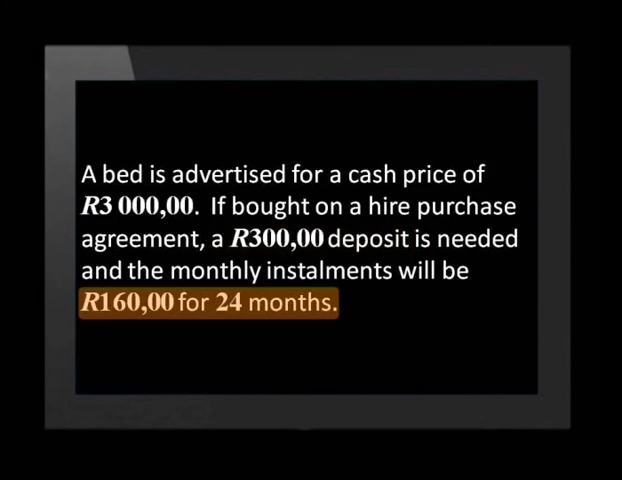 A bed is advertised for a cash price of
R3 000,00. If bought on a hire purchase
agreement, a R300,00 deposit is needed
and the monthly instalments will be
R160,00 for 24 months.